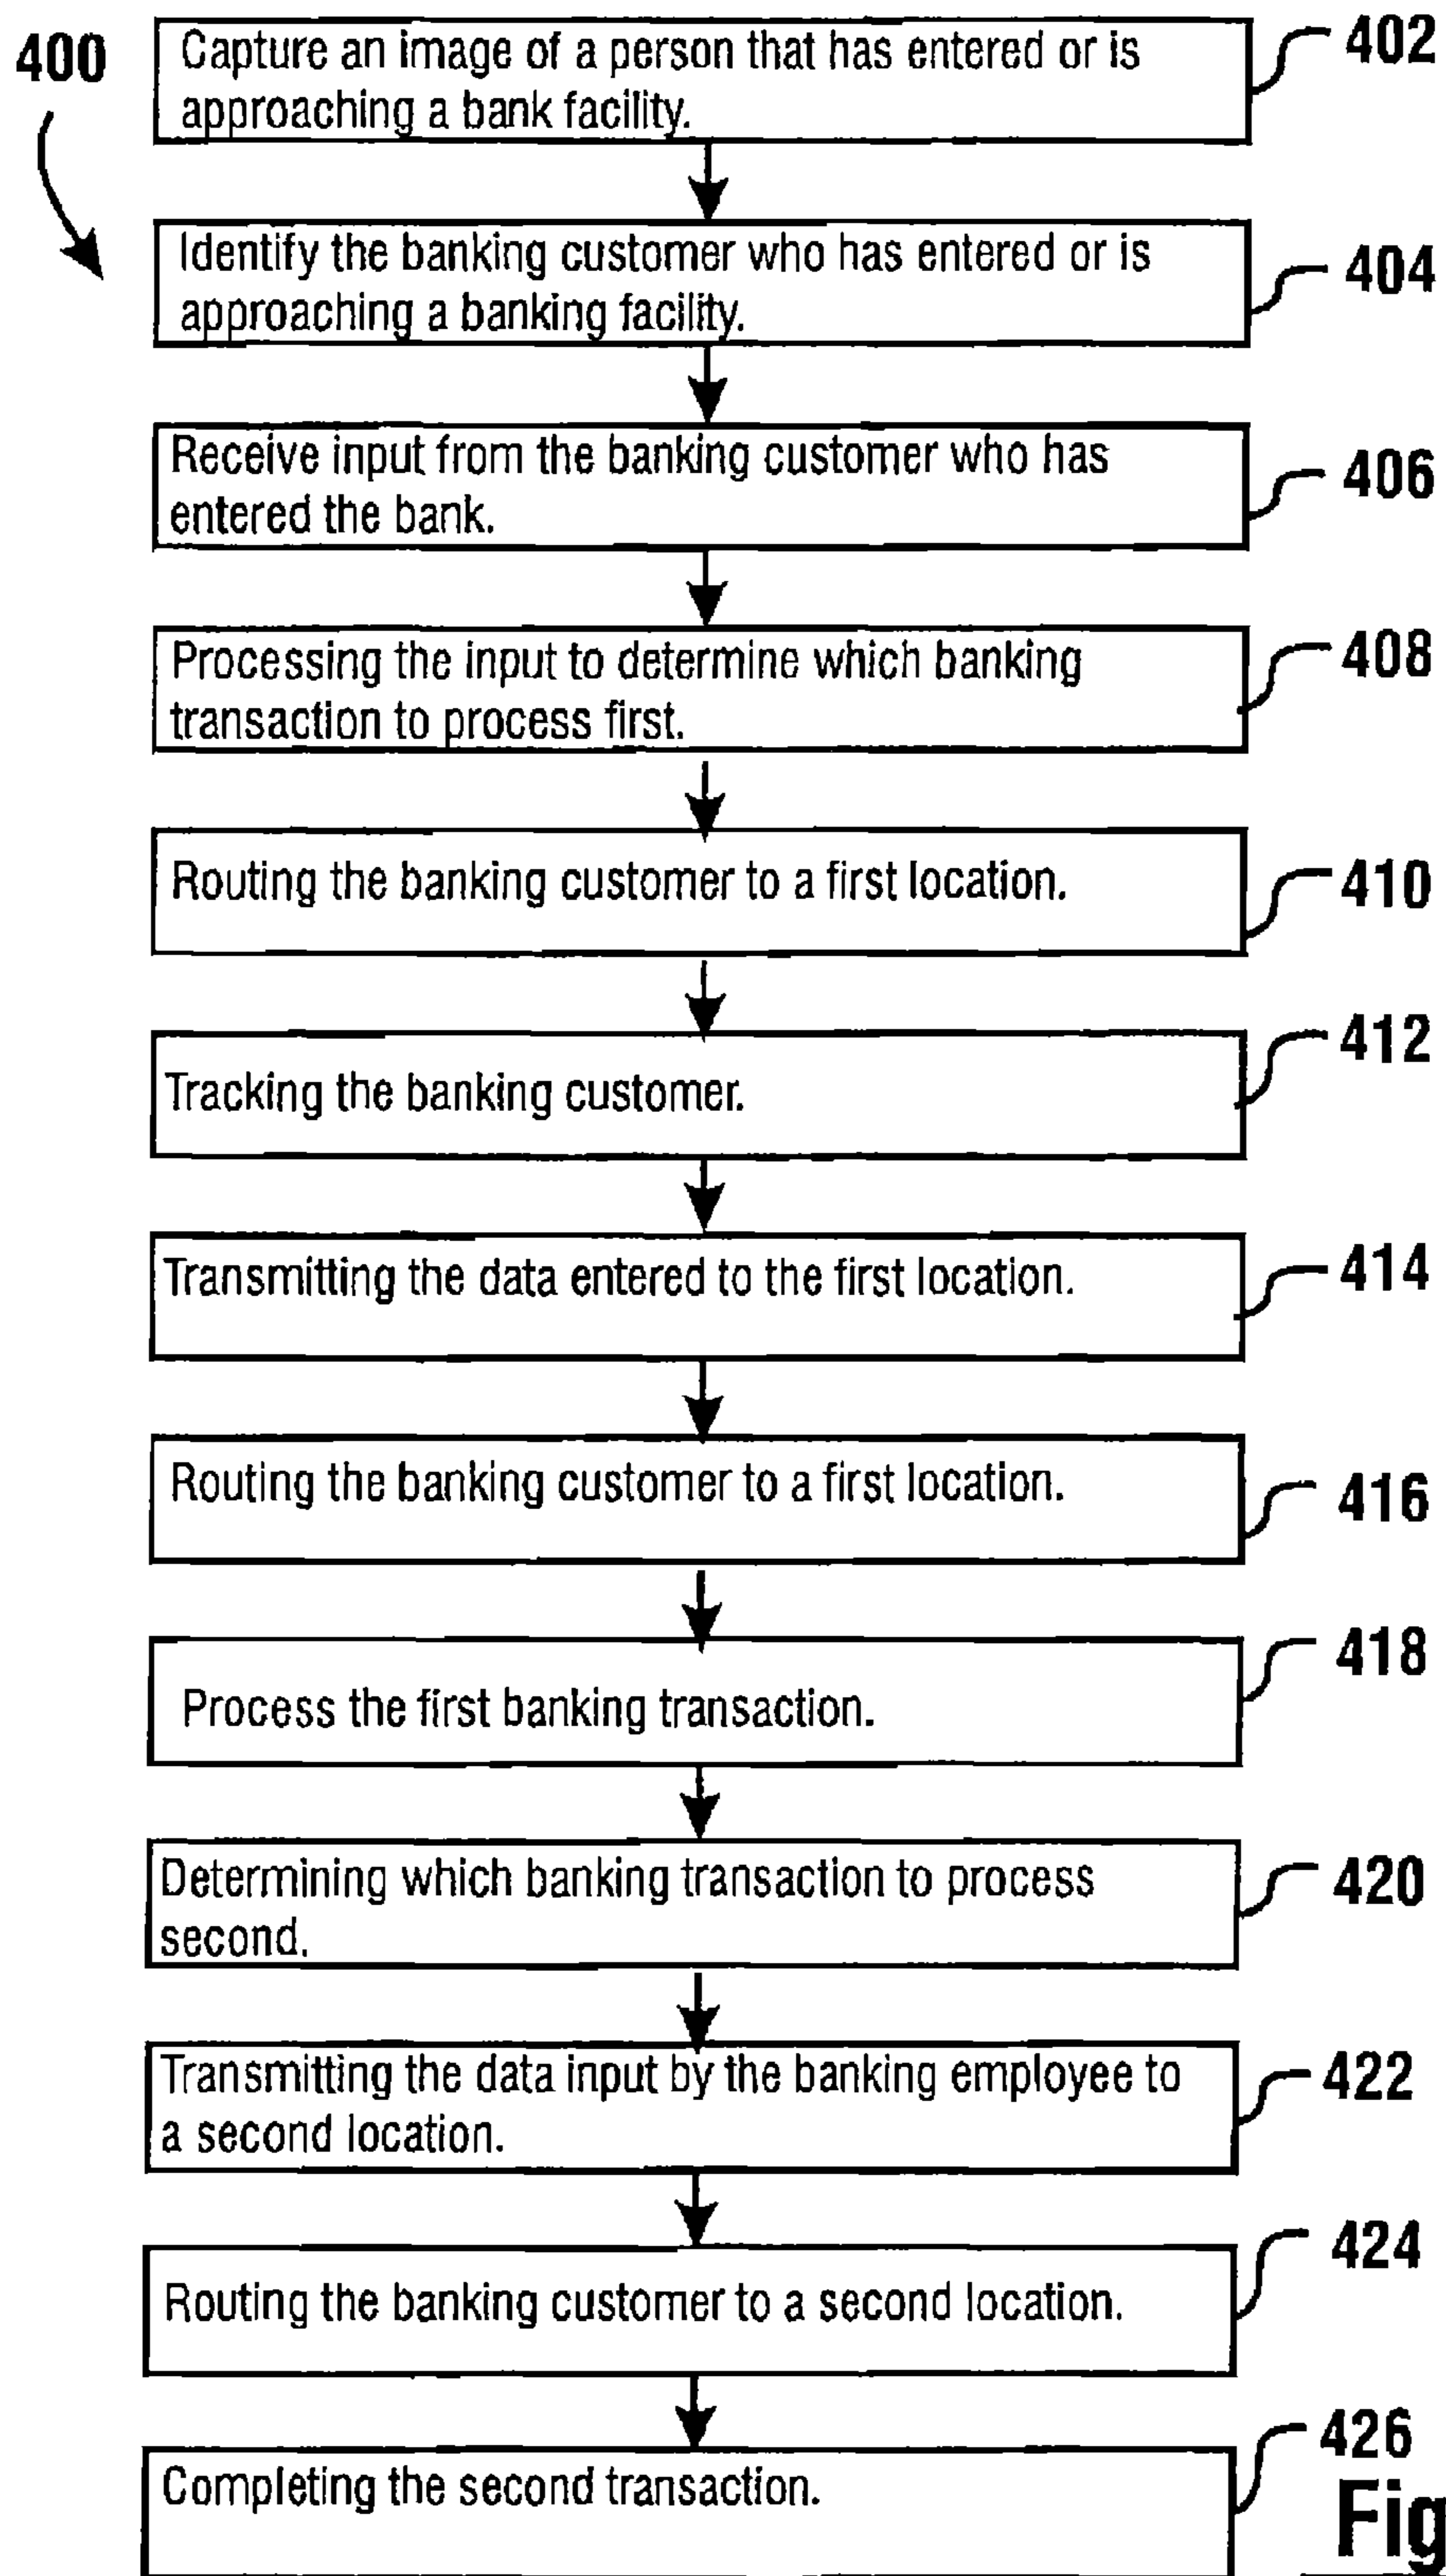 400
Capture an image of a person that has entered or is
approaching a bank facility.
402
Identify the banking customer who has entered or is
approaching a banking facility.
404
Receive input from the banking customer who has
entered the bank.
406
Processing the input to determine which banking
transaction to process first.
408
Routing the banking customer to a first location.
410
Tracking the banking customer.
412
Transmitting the data entered to the first location.
414
Routing the banking customer to a first location.
416
Process the first banking transaction.
418
Determining which banking transaction to process
second.
420
Transmitting the data input by the banking employee to
a second location.
422
Routing the banking customer to a second location.
424
Completing the second transaction.
426
Fig